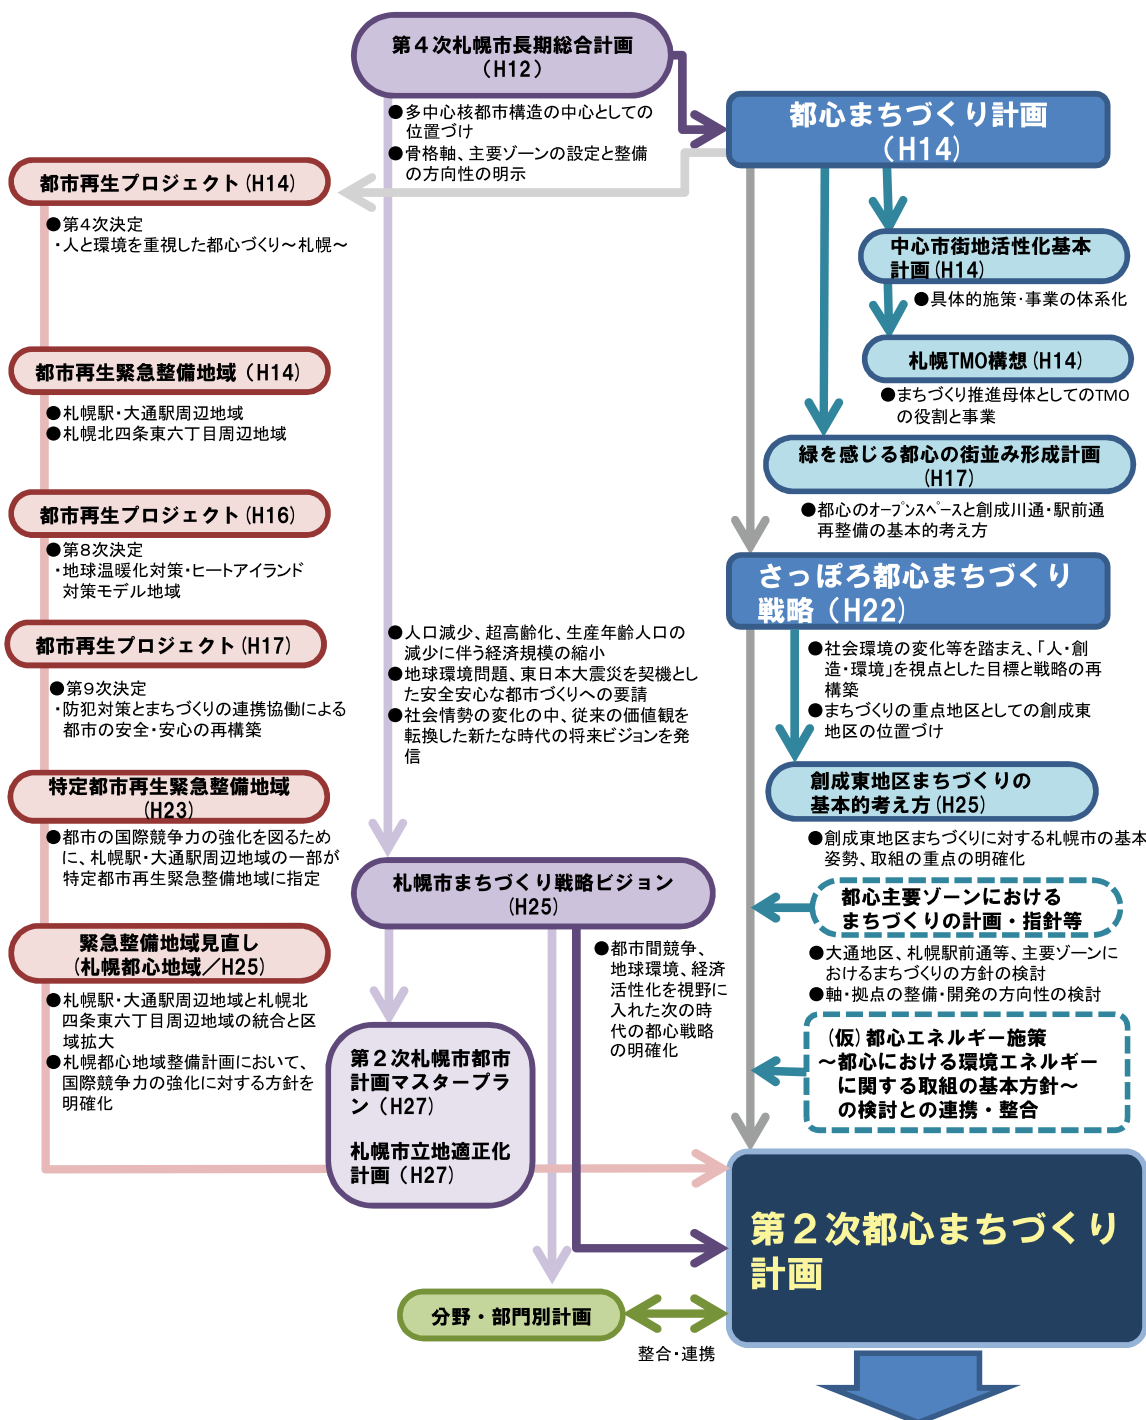 第４次札幌市長期総合計画
（H12）
●多中心核都市構造の中心としての
位置づけ
●骨格軸、主要ゾーンの設定と整備
の方向性の明示
都心まちづくり計画
（H14）
都市再生プロジェクト(H14)
●第４次決定
・人と環境を重視した都心づくり～札幌～
都市再生緊急整備地域（H14）
●札幌駅・大通駅周辺地域
●札幌北四条東六丁目周辺地域
都市再生プロジェクト(H16)
●第８次決定
・地球温暖化対策・ヒートアイランド
対策モデル地域
都市再生プロジェクト(H17)
●第９次決定
・防犯対策とまちづくりの連携協働による
都市の安全・安心の再構築
特定都市再生緊急整備地域
(H23)
●都市の国際競争力の強化を図るため
に、札幌駅・大通駅周辺地域の一部が
特定都市再生緊急整備地域に指定
緊急整備地域見直し
(札幌都心地域／H25)
●札幌駅・大通駅周辺地域と札幌北
四条東六丁目周辺地域の統合と区
域拡大
●札幌都心地域整備計画において、
国際競争力の強化に対する方針を
明確化
中心市街地活性化基本
計画(H14)
●具体的施策・事業の体系化
札幌TMO構想(H14)
●まちづくり推進母体としてのTMO
の役割と事業
緑を感じる都心の街並み形成計画
(H17)
●都心のオープンスペースと創成川通・駅前通
再整備の基本的考え方
さっぽろ都心まちづくり
戦略（H22）
●社会環境の変化等を踏まえ、「人・創
造・環境」を視点とした目標と戦略の再
構築
●まちづくりの重点地区としての創成東
地区の位置づけ
●人口減少、超高齢化、生産年齢人口の
減少に伴う経済規模の縮小
●地球環境問題、東日本大震災を契機とし
た安全安心な都市づくりへの要請
●社会情勢の変化の中、従来の価値観を
転換した新たな時代の将来ビジョンを発
信
創成東地区まちづくりの
基本的考え方(H25)
●創成東地区まちづくりに対する札幌市の基本
姿勢、取組の重点の明確化
札幌市まちづくり戦略ビジョン
(H25)
●都市間競争、
地球環境、経済
活性化を視野に
入れた次の時
代の都心戦略
の明確化
都心主要ゾーンにおける
まちづくりの計画・指針等
●大通地区、札幌駅前通等、主要ゾーンに
おけるまちづくりの方針の検討
●軸・拠点の整備・開発の方向性の検討
(仮)都心エネルギー施策
～都心における環境エネルギー
に関する取組の基本方針～
の検討との連携・整合
第２次札幌市都市
計画マスタープラ
ン（H27）
札幌市立地適正化
計画（H27）
第２次都心まちづくり
計画
分野・部門別計画
整合・連携